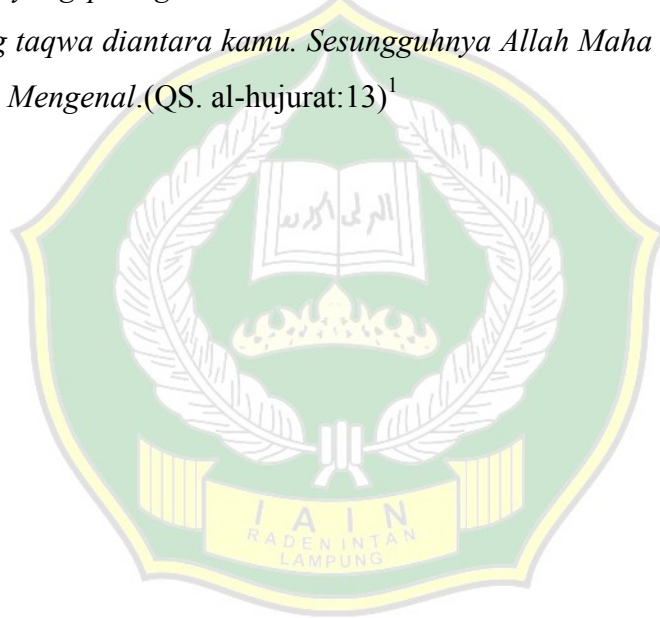 g taqwa diantara kamu. Sesungguhnya Allah Maha
Mengenal.(QS. al-hujurat:13)1
IAIN
RADEN INTAN
LAMPUNG